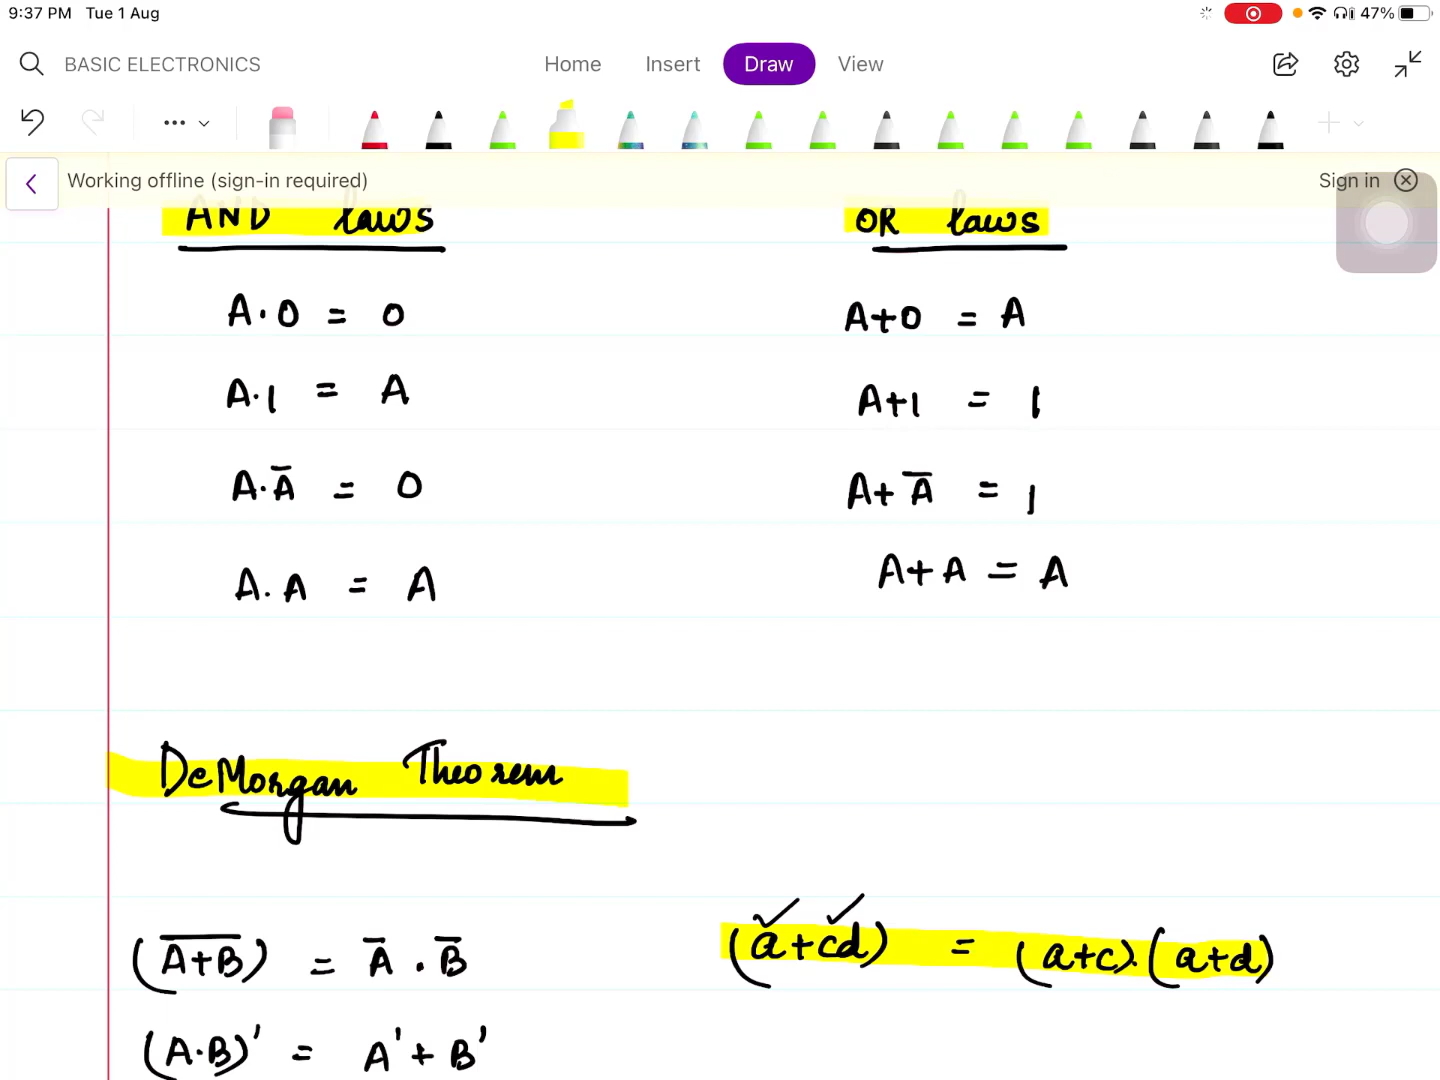 9:37 PM Tue 1 Aug 47%
BASIC ELECTRONICS Home Insert Draw View
Working offline (sign-in required) Sign in
AND laws OR laws
A·0 = 0 A+0 = A
A·1 = A A+1 = 1
A·Ā = 0 A+Ā = 1
A.A = A A+A = A
DeMorgan Theorem
(A̅+̅B̅) = Ā . B̅ (a+cd) = (a+c).(a+d)
(A·B)' = A' + B'